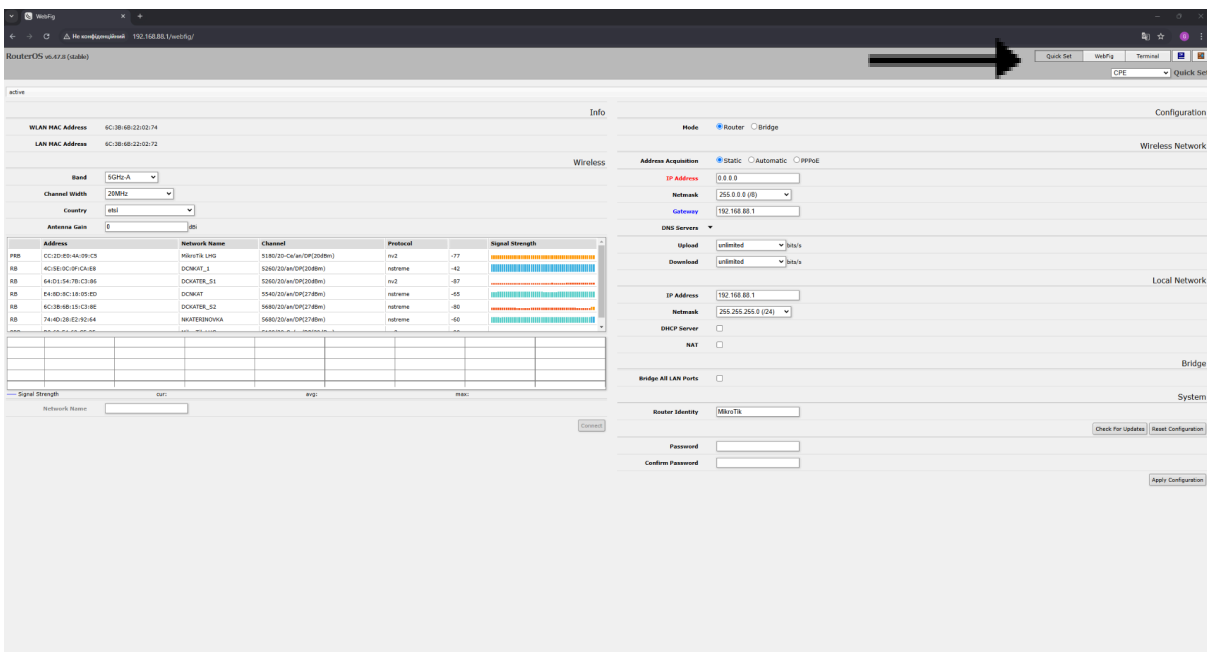 WebFig
Не конфіденційний 192.168.88.1/webfig/
RouterOS v6.47.8 (stable)
Quick Set WebFig Terminal
CPE Quick Set
active
Info
WLAN MAC Address 6C:3B:6B:22:02:74
LAN MAC Address 6C:3B:6B:22:02:72
Wireless
Band 5GHz-A
Channel Width 20MHz
Country etsi
Antenna Gain 0 dBi
Address Network Name Channel Protocol Signal Strength
PRB CC:2D:E0:4A:09:C5 MikroTik LHG 5180/20-Ce/an/DP(20dBm) nv2 -77
RB 4C:5E:0C:0F:CA:E8 DCNKAT_1 5260/20/an/DP(20dBm) nstreme -42
RB 64:D1:54:7B:C3:86 DCKATER_S1 5260/20/an/DP(20dBm) nv2 -87
RB E4:8D:8C:18:05:ED DCNKAT 5540/20/an/DP(27dBm) nstreme -65
RB 6C:3B:6B:15:C3:8E DCKATER_S2 5680/20/an/DP(27dBm) nstreme -80
RB 74:4D:28:E2:92:64 NKATERINOVKA 5680/20/an/DP(27dBm) nstreme -60
Signal Strength cur: avg: max:
Network Name
Connect
Configuration
Mode Router Bridge
Wireless Network
Address Acquisition Static Automatic PPPoE
IP Address 0.0.0.0
Netmask 255.0.0.0 (/8)
Gateway 192.168.88.1
DNS Servers
Upload unlimited bits/s
Download unlimited bits/s
Local Network
IP Address 192.168.88.1
Netmask 255.255.255.0 (/24)
DHCP Server
NAT
Bridge
Bridge All LAN Ports
System
Router Identity MikroTik
Check For Updates Reset Configuration
Password
Confirm Password
Apply Configuration